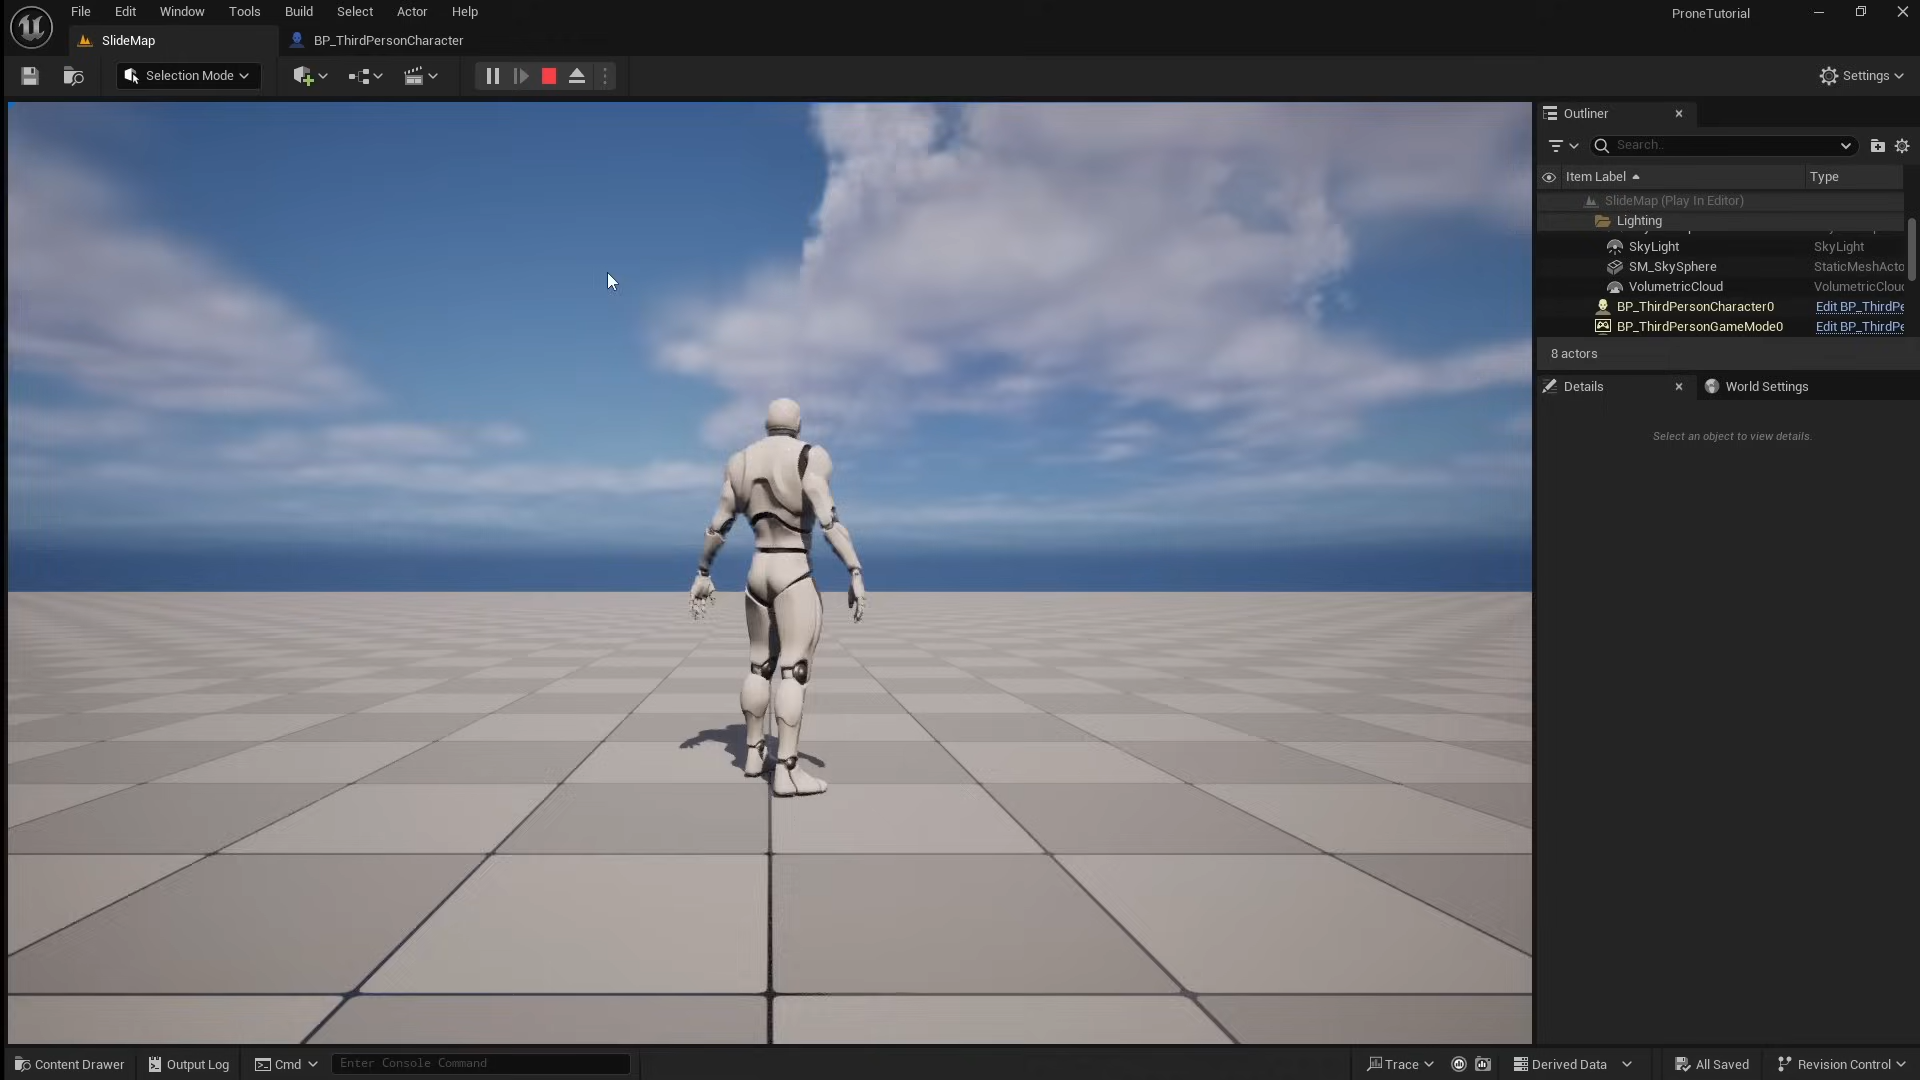 File Edit Window Tools Build Select Actor Help
ProneTutorial
SlideMap
BP_ThirdPersonCharacter
Selection Mode
Settings
Outliner
Search..
Item Label
Type
SlideMap (Play In Editor)
Lighting
SkyLight SkyLight
SM_SkySphere StaticMeshActo
VolumetricCloud VolumetricClou
BP_ThirdPersonCharacter0 Edit BP_ThirdPe
BP_ThirdPersonGameMode0 Edit BP_ThirdPe
8 actors
Details
World Settings
Select an object to view details.
Content Drawer
Output Log
Cmd
Enter Console Command
Trace
Derived Data
All Saved
Revision Control